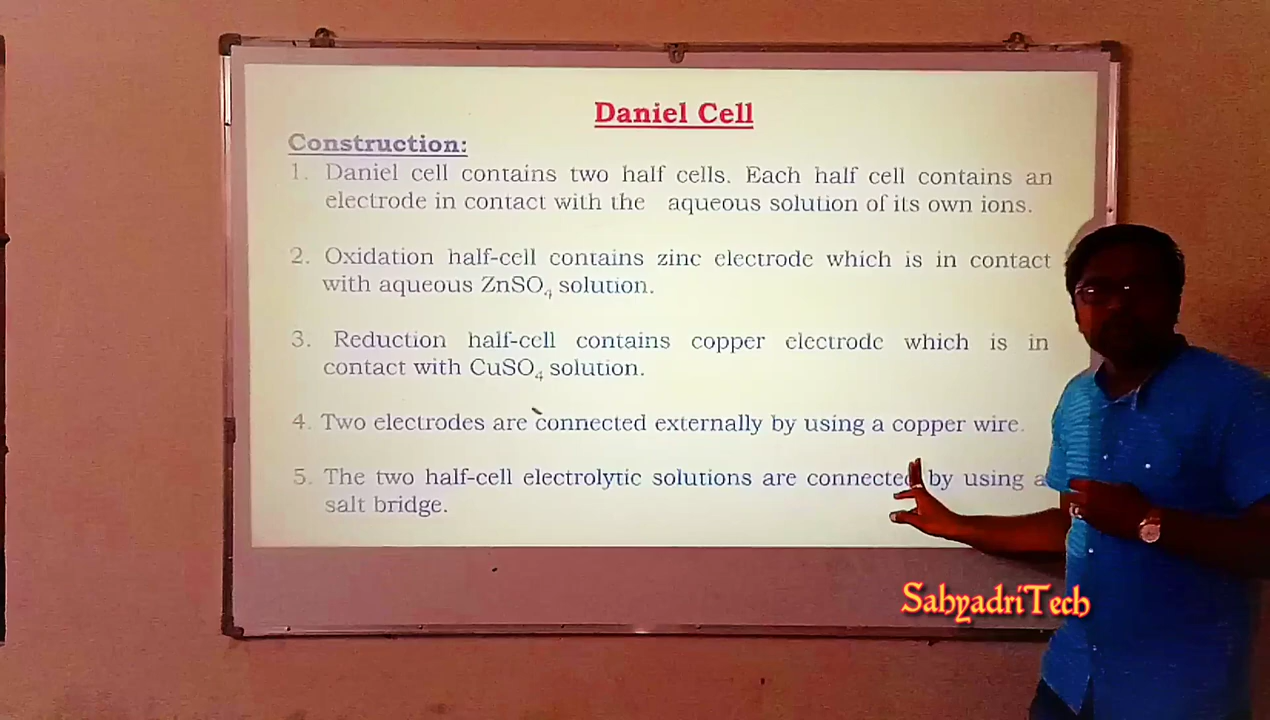 Daniel Cell
Construction:
1. Daniel cell contains two half cells. Each half cell contains an
electrode in contact with the aqueous solution of its own ions.
2. Oxidation half-cell contains zinc electrode which is in contact
with aqueous ZnSO₄ solution.
3. Reduction half-cell contains copper electrode which is in
contact with CuSO₄ solution.
4. Two electrodes are connected externally by using a copper wire.
5. The two half-cell electrolytic solutions are connected by using a
salt bridge.
SahyadriTech